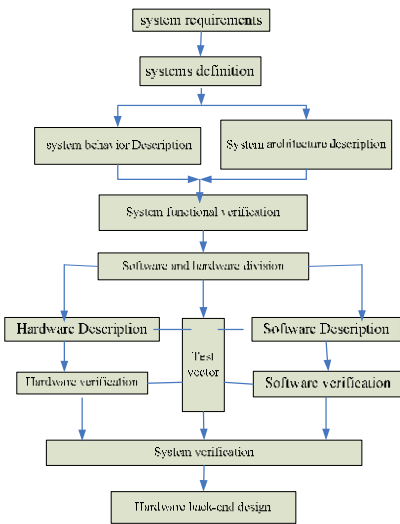 system requirements
systems definition
system behavior Description
System architecture description
System functional verification
Software and hardware division
Hardware Description
Software Description
Test
vector
Hardware verification
Software verification
System verification
Hardware back-end design